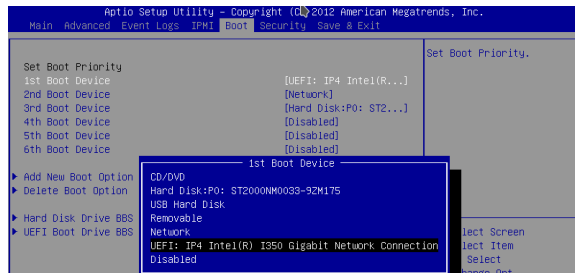 Aptio Setup Utility – Copyright (C) 2012 American Megatrends, Inc.
Main Advanced Event Logs IPMI Boot Security Save & Exit
Set Boot Priority.
Set Boot Priority
1st Boot Device [UEFI: IP4 Intel(R...]
2nd Boot Device [Network]
3rd Boot Device [Hard Disk:P0: ST2...]
4th Boot Device [Disabled]
5th Boot Device [Disabled]
6th Boot Device [Disabled]
Add New Boot Option
Delete Boot Option
Hard Disk Drive BBS
UEFI Boot Drive BBS
1st Boot Device
CD/DVD
Hard Disk:P0: ST2000NM0033-9ZM175
USB Hard Disk
Removable
Network
UEFI: IP4 Intel(R) I350 Gigabit Network Connection
Disabled
lect Screen
lect Item
Select